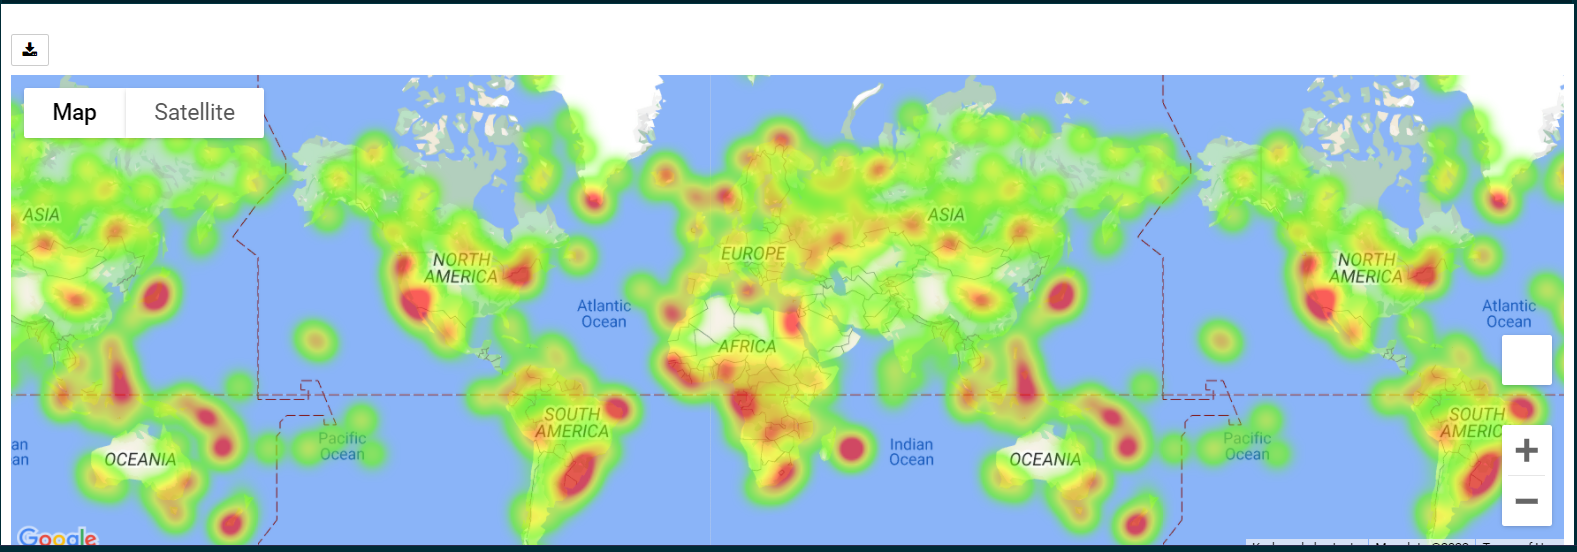 Map Satellite
ASIA
NORTH
AMERICA
EUROPE
ASIA
NORTH
AMERICA
Atlantic
Ocean
Atlantic
Ocean
AFRICA
SOUTH
AMERICA
SOUTH
AMERIC
an
an
OCEANIA
Pacific
Ocean
Indian
Ocean
OCEANIA
Pacific
Ocean
Google